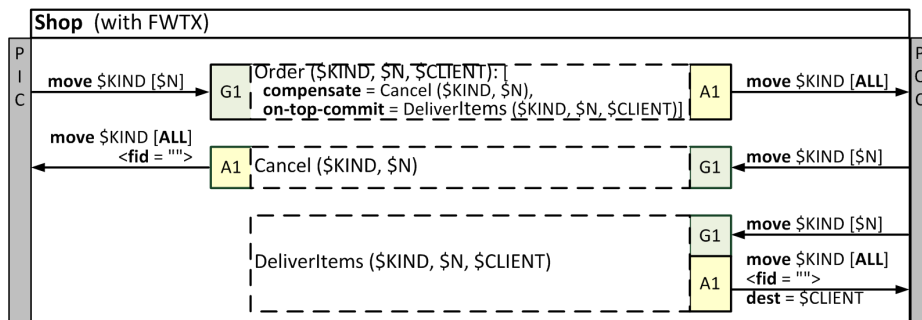 Shop (with FWTX)
P
I
C
move $KIND [$N]
G1
Order ($KIND, $N, $CLIENT): [
compensate = Cancel ($KIND, $N),
on-top-commit = DeliverItems ($KIND, $N, $CLIENT)]
A1
move $KIND [ALL]
P
O
C
move $KIND [ALL]
<fid = "">
A1
Cancel ($KIND, $N)
G1
move $KIND [$N]
DeliverItems ($KIND, $N, $CLIENT)
G1
move $KIND [$N]
A1
move $KIND [ALL]
<fid = "">
dest = $CLIENT